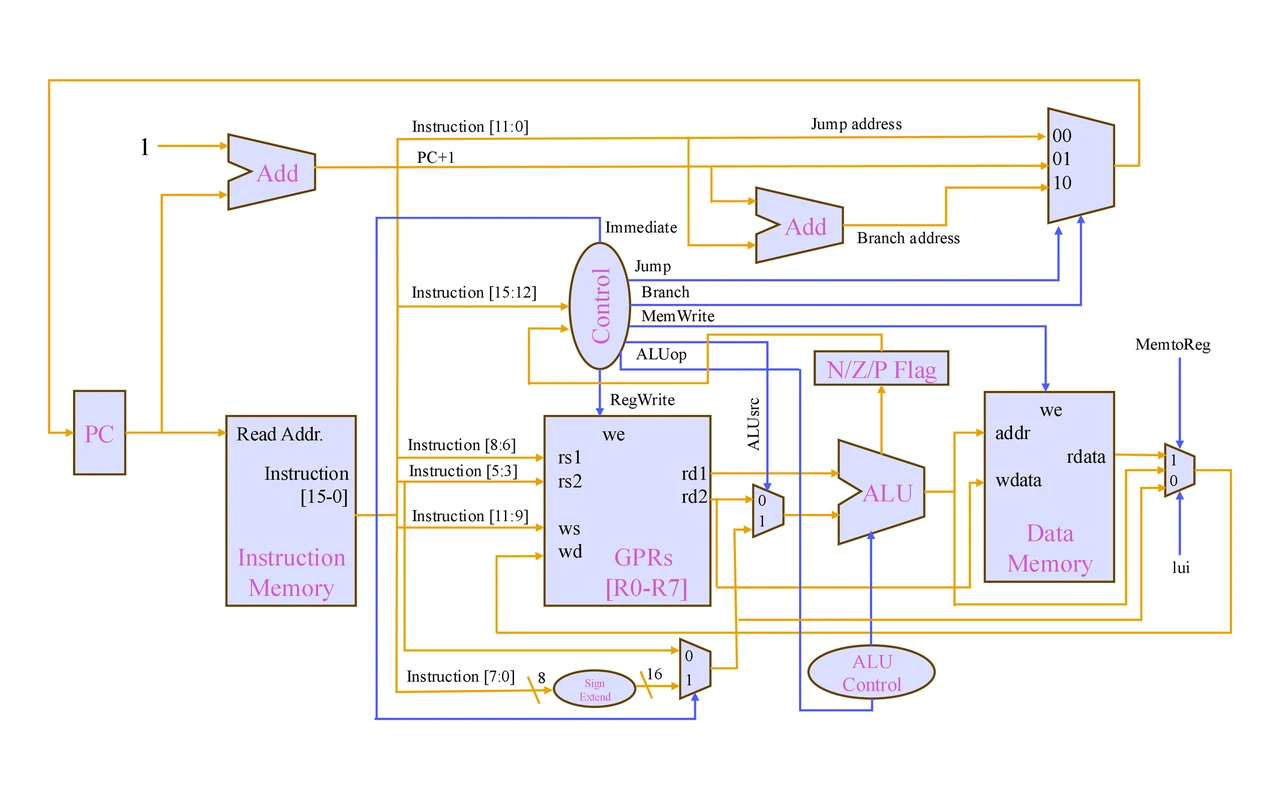 Instruction [11:0]
Jump address
00
1
PC+1
01
Add
10
Add
Immediate
Branch address
Jump
Instruction [15:12]
Control
Branch
MemWrite
ALUop
MemtoReg
N/Z/P Flag
RegWrite
ALUsrc
PC
Read Addr.
we
we
addr
Instruction
[15-0]
Instruction [8:6]
rs1
Instruction [5:3]
rs2
rd1
rd2
0
1
ALU
rdata
wdata
1
0
Instruction [11:9]
ws
wd
Instruction
Memory
GPRs
[R0-R7]
Data
Memory
lui
0
1
Instruction [7:0]
8
Sign
Extend
16
ALU
Control